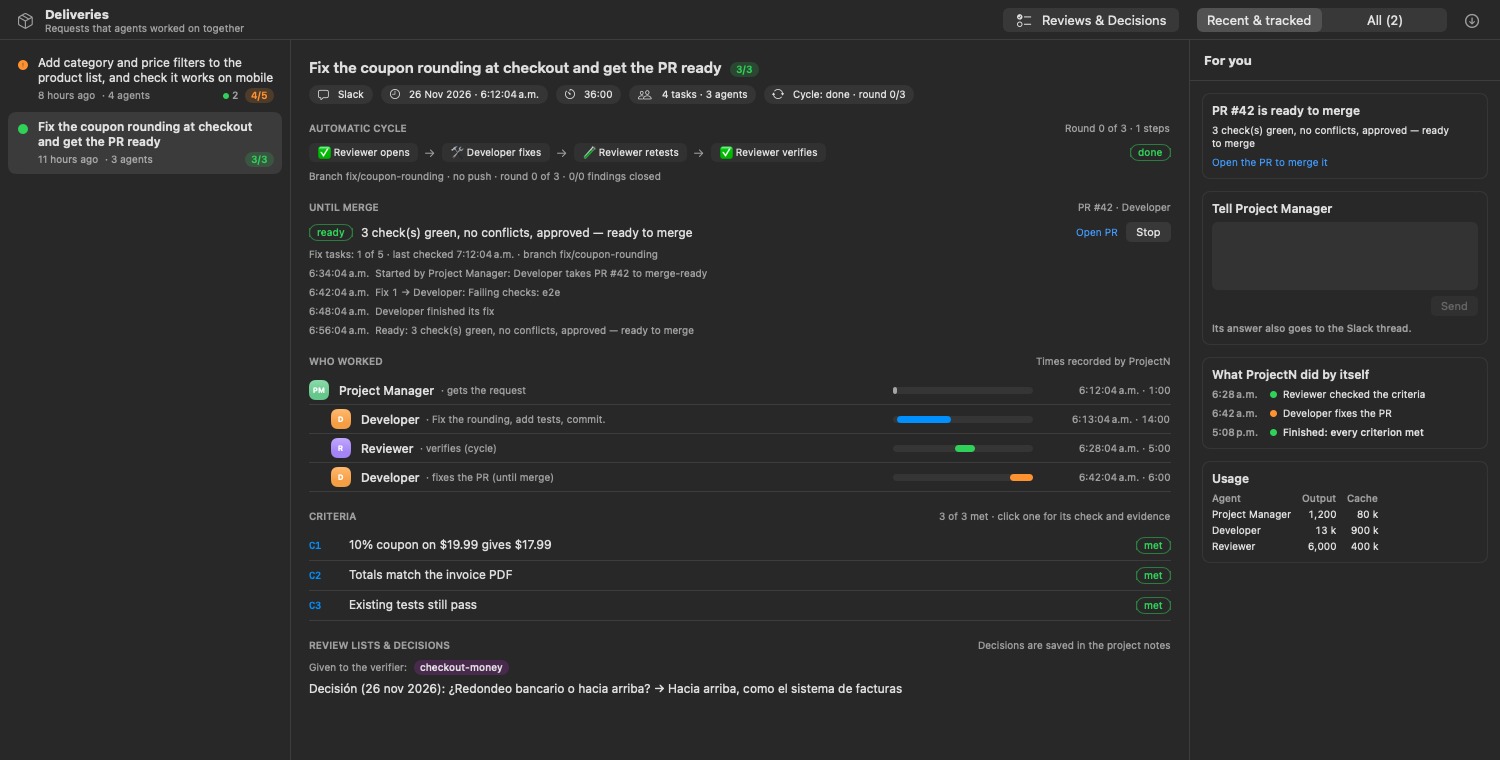 Deliveries
Requests that agents worked on together
Reviews & Decisions
Recent & tracked
All (2)
Add category and price filters to the
product list, and check it works on mobile
8 hours ago · 4 agents
2
4/5
Fix the coupon rounding at checkout
and get the PR ready
11 hours ago · 3 agents
3/3
Fix the coupon rounding at checkout and get the PR ready 3/3
Slack
26 Nov 2026 · 6:12:04 a.m.
36:00
4 tasks · 3 agents
Cycle: done · round 0/3
AUTOMATIC CYCLE
Round 0 of 3 · 1 steps
✅ Reviewer opens → 🛠 Developer fixes → 🧪 Reviewer retests → ✅ Reviewer verifies
done
Branch fix/coupon-rounding · no push · round 0 of 3 · 0/0 findings closed
UNTIL MERGE
PR #42 · Developer
ready 3 check(s) green, no conflicts, approved — ready to merge
Open PR
Stop
Fix tasks: 1 of 5 · last checked 7:12:04 a.m. · branch fix/coupon-rounding
6:34:04 a.m. Started by Project Manager: Developer takes PR #42 to merge-ready
6:42:04 a.m. Fix 1 → Developer: Failing checks: e2e
6:48:04 a.m. Developer finished its fix
6:56:04 a.m. Ready: 3 check(s) green, no conflicts, approved — ready to merge
WHO WORKED
Times recorded by ProjectN
PM Project Manager · gets the request
6:12:04 a.m. · 1:00
D Developer · Fix the rounding, add tests, commit.
6:13:04 a.m. · 14:00
R Reviewer · verifies (cycle)
6:28:04 a.m. · 5:00
D Developer · fixes the PR (until merge)
6:42:04 a.m. · 6:00
CRITERIA
3 of 3 met · click one for its check and evidence
C1 10% coupon on $19.99 gives $17.99
met
C2 Totals match the invoice PDF
met
C3 Existing tests still pass
met
REVIEW LISTS & DECISIONS
Decisions are saved in the project notes
Given to the verifier: checkout-money
Decisión (26 nov 2026): ¿Redondeo bancario o hacia arriba? → Hacia arriba, como el sistema de facturas
For you
PR #42 is ready to merge
3 check(s) green, no conflicts, approved — ready
to merge
Open the PR to merge it
Tell Project Manager
Send
Its answer also goes to the Slack thread.
What ProjectN did by itself
6:28 a.m. Reviewer checked the criteria
6:42 a.m. Developer fixes the PR
5:08 p.m. Finished: every criterion met
Usage
Agent Output Cache
Project Manager 1,200 80 k
Developer 13 k 900 k
Reviewer 6,000 400 k